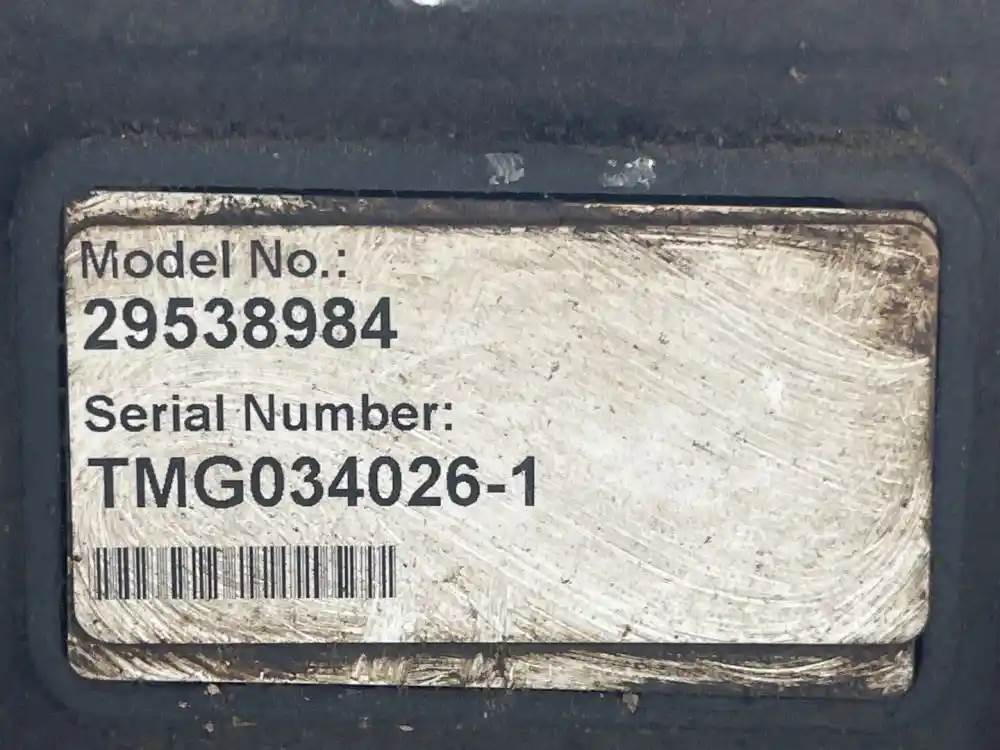 Model No.:
29538984
Serial Number:
TMG034026-1